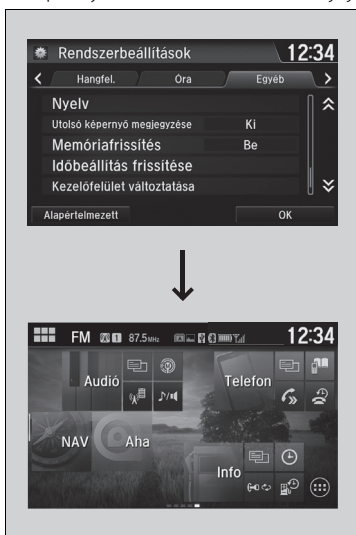 Rendszerbeállítások 12:34
Hangfel. Óra Egyéb
Nyelv
Utolsó képernyő megjegyzése Ki
Memóriafrissítés Be
Időbeállítás frissítése
Kezelőfelület változtatása
Alapértelmezett OK
FM 1 87.5MHz 12:34
Audió Telefon
NAV Aha
Info